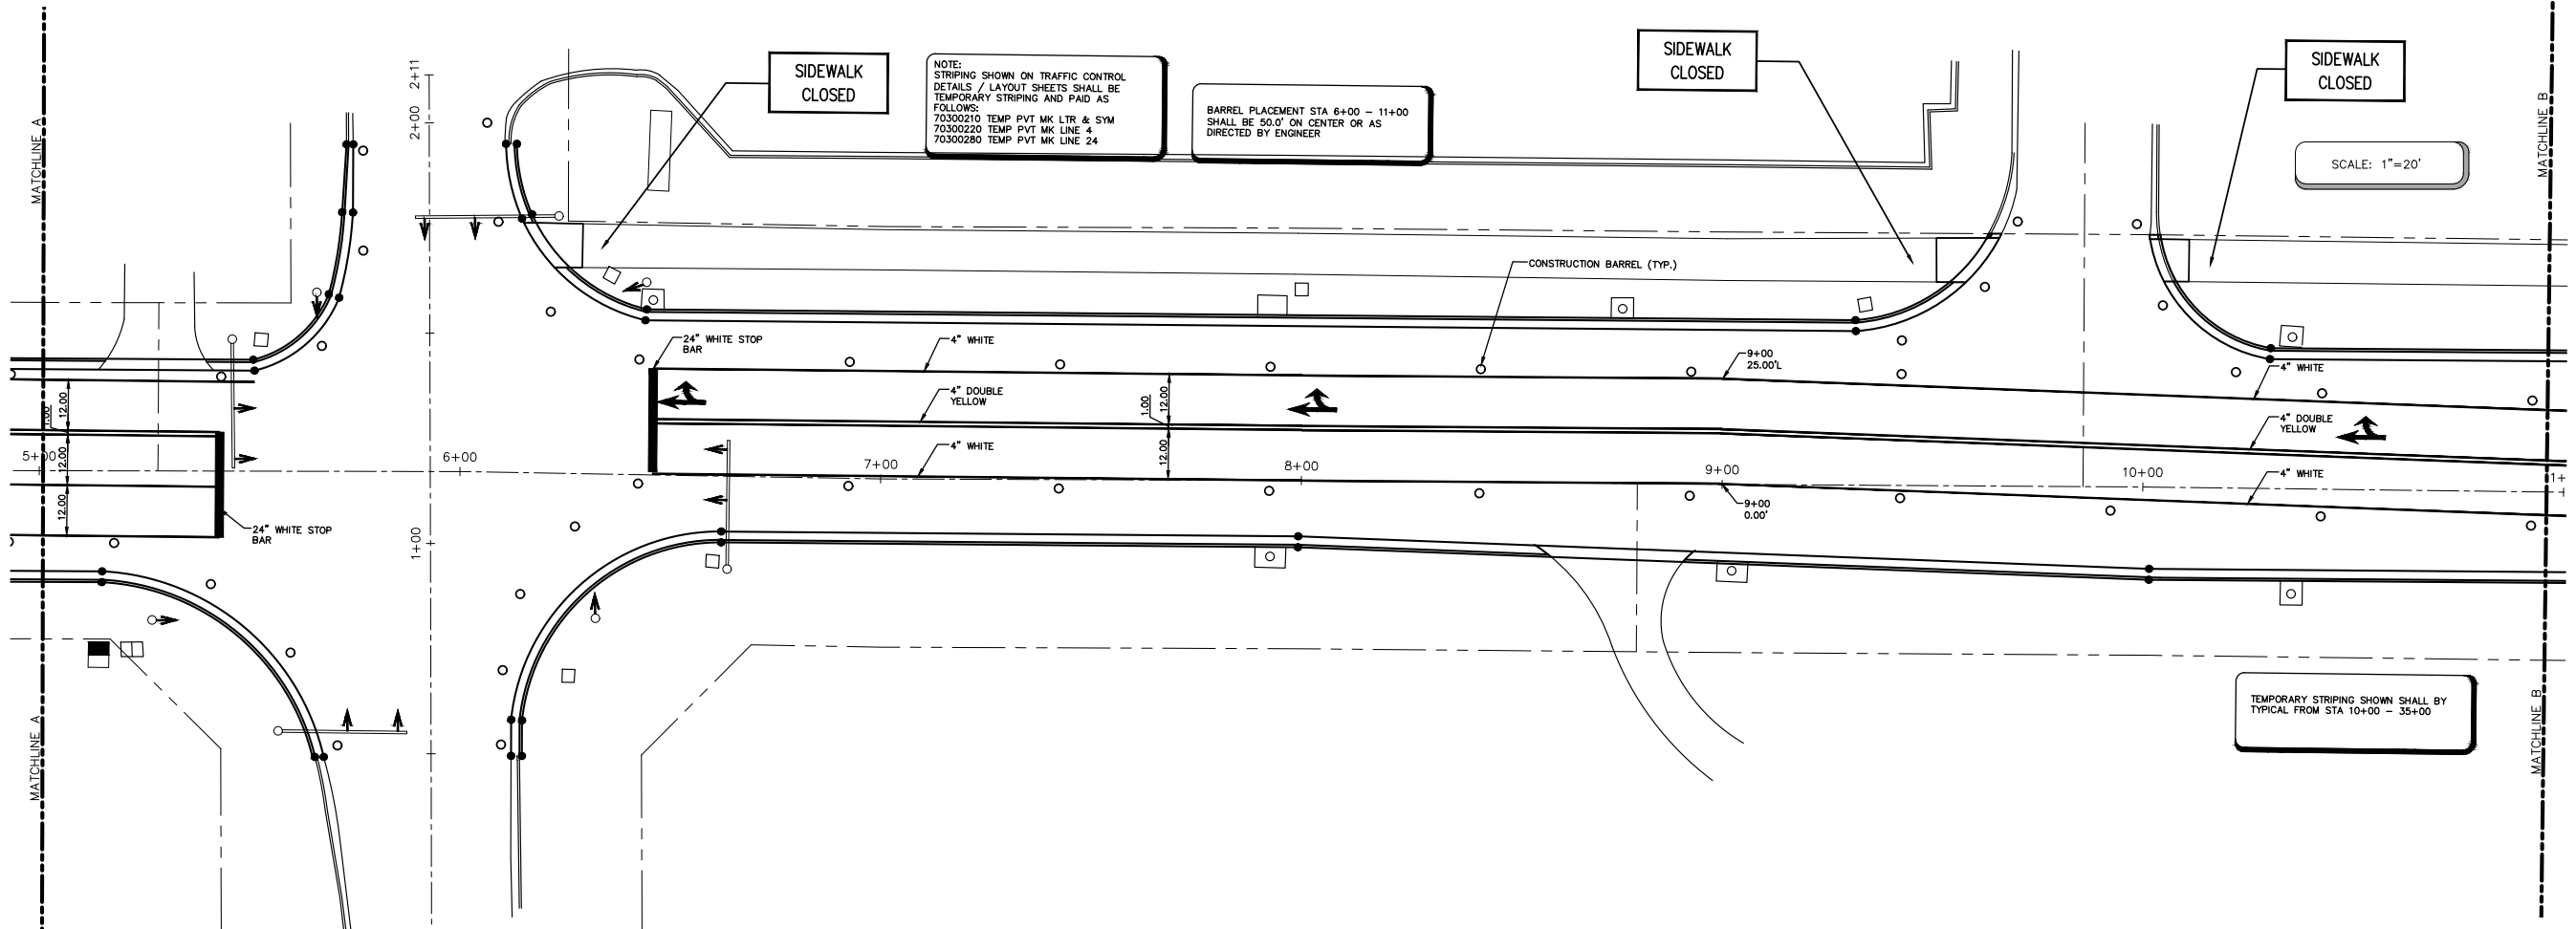 MATCHLINE A
2+11
2+00
SIDEWALK
CLOSED
NOTE:
STRIPING SHOWN ON TRAFFIC CONTROL
DETAILS / LAYOUT SHEETS SHALL BE
TEMPORARY STRIPING AND PAID AS
FOLLOWS:
70300210 TEMP PVT MK LTR & SYM
70300220 TEMP PVT MK LINE 4
70300280 TEMP PVT MK LINE 24
BARREL PLACEMENT STA 6+00 - 11+00
SHALL BE 50.0' ON CENTER OR AS
DIRECTED BY ENGINEER
SIDEWALK
CLOSED
SIDEWALK
CLOSED
MATCHLINE B
SCALE: 1"=20'
CONSTRUCTION BARREL (TYP.)
24" WHITE STOP
BAR
4" WHITE
9+00
25.00'L
4" WHITE
1.00
12.00
4" DOUBLE
YELLOW
1.00
12.00
4" DOUBLE
YELLOW
5+00
12.00
6+00
4" WHITE
7+00
12.00
8+00
9+00
10+00
4" WHITE
1+
12.00
24" WHITE STOP
BAR
1+00
9+00
0.00'
MATCHLINE A
TEMPORARY STRIPING SHOWN SHALL BY
TYPICAL FROM STA 10+00 - 35+00
MATCHLINE B